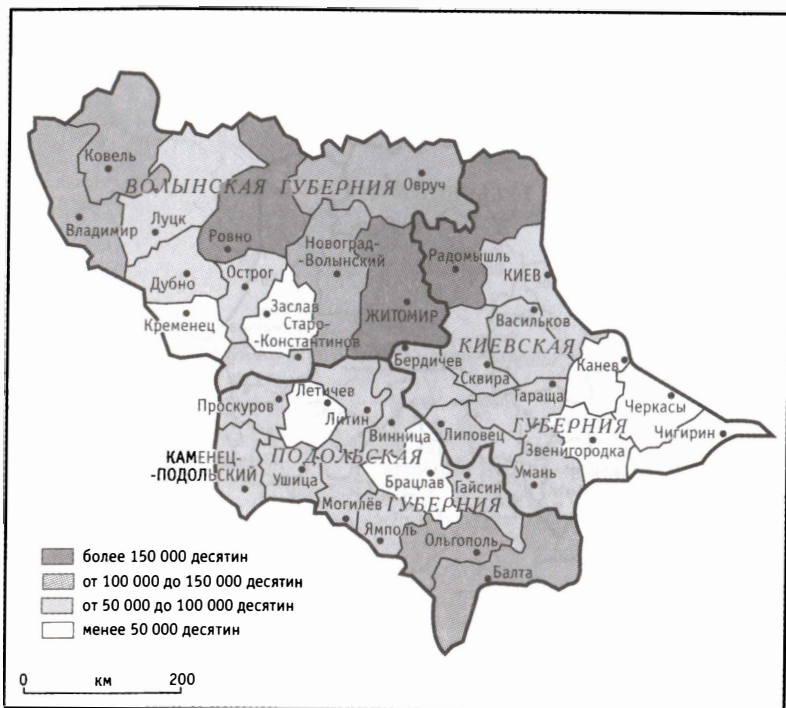 Ковель
ВОЛЫНСКАЯ ГУБЕРНИЯ
Овруч
Владимир
Луцк
Ровно
Новоград-
-Волынский
Радомышль
КИЕВ
Дубно
Острог
Кременец
Заслав
Старо-
-Константинов
ЖИТОМИР
Васильков
КИЕВСКАЯ
Бердичев
Сквира
Канев
Проскуров
Летичев
Литин
Тараща
Черкасы
Винница
Липовец
ГУБЕРНИЯ
Чигирин
Звенигородка
КАМЕНЕЦ-
-ПОДОЛЬСКИЙ
ПОДОЛЬСКАЯ
Ушица
Брацлав
Гайсин
Умань
Могилёв
ГУБЕРНИЯ
Ямполь
Ольгополь
Балта
более 150 000 десятин
от 100 000 до 150 000 десятин
от 50 000 до 100 000 десятин
менее 50 000 десятин
0 км 200